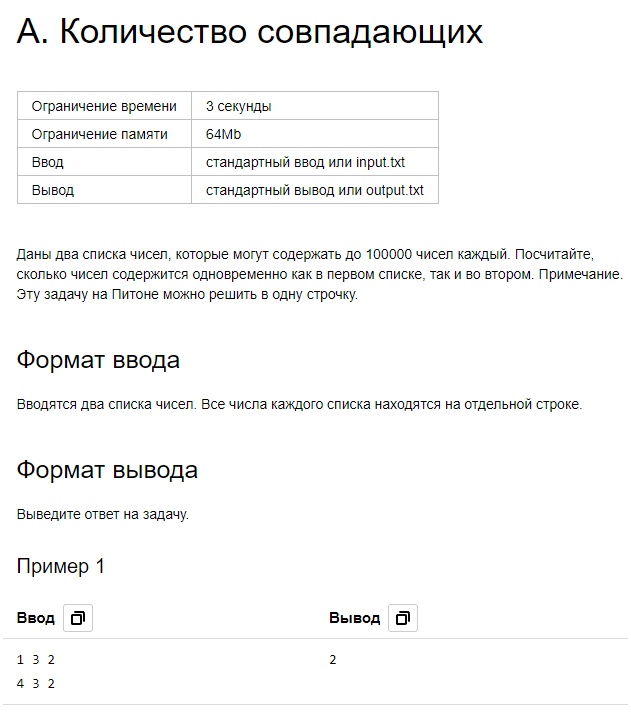 А. Количество совпадающих
Ограничение времени 3 секунды
Ограничение памяти 64Mb
Ввод стандартный ввод или input.txt
Вывод стандартный вывод или output.txt
Даны два списка чисел, которые могут содержать до 100000 чисел каждый. Посчитайте,
сколько чисел содержится одновременно как в первом списке, так и во втором. Примечание.
Эту задачу на Питоне можно решить в одну строчку.
Формат ввода
Вводятся два списка чисел. Все числа каждого списка находятся на отдельной строке.
Формат вывода
Выведите ответ на задачу.
Пример 1
Ввод Вывод
1 3 2 2
4 3 2